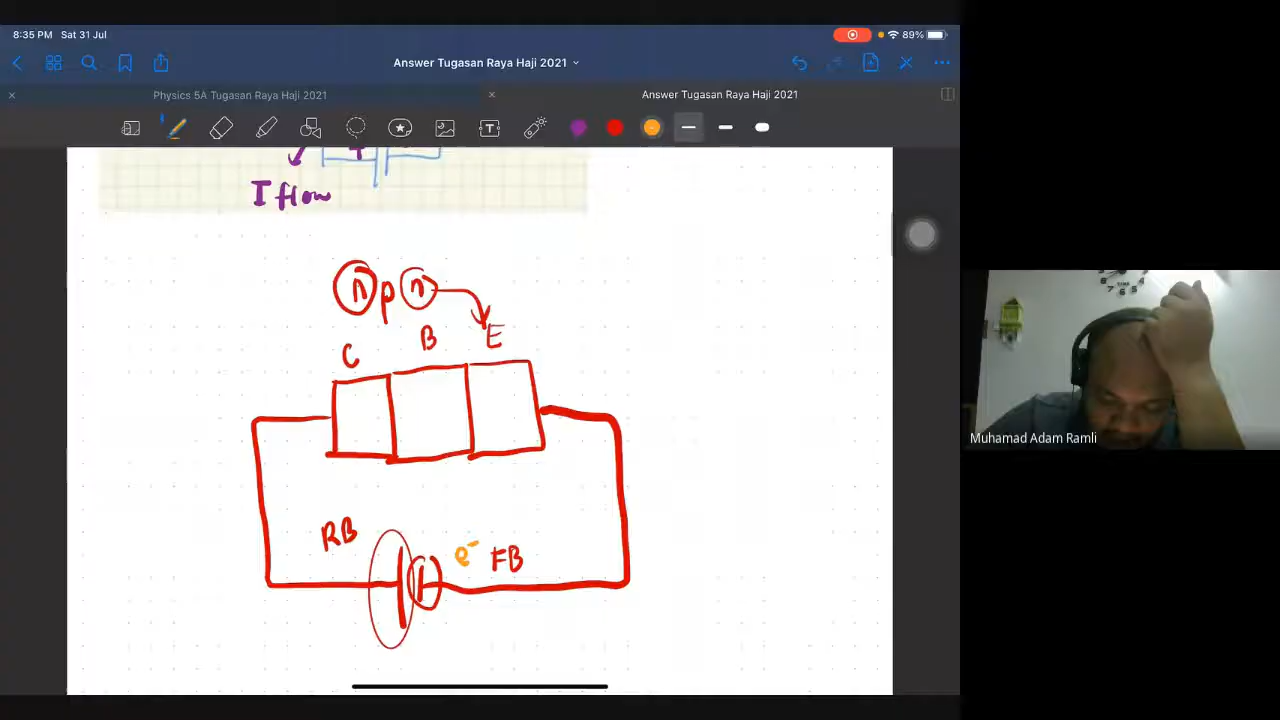 8:35 PM Sat 31 Jul
89%
Answer Tugasan Raya Haji 2021
Physics 5A Tugasan Raya Haji 2021
Answer Tugasan Raya Haji 2021
I flow
n p n
C B E
RB e⁻ FB
Muhamad Adam Ramli